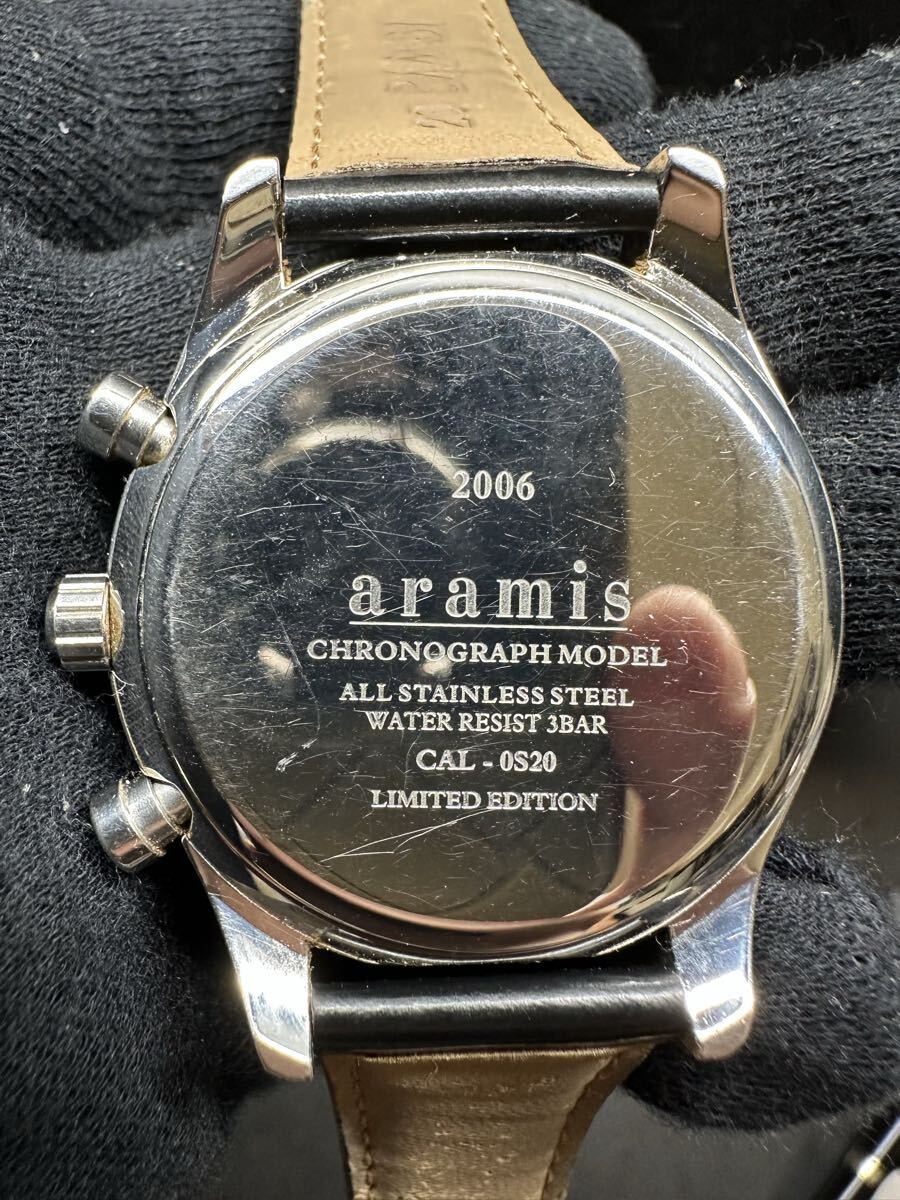 2006
aramis
CHRONOGRAPH MODEL
ALL STAINLESS STEEL
WATER RESIST 3BAR
CAL - 0S20
LIMITED EDITION